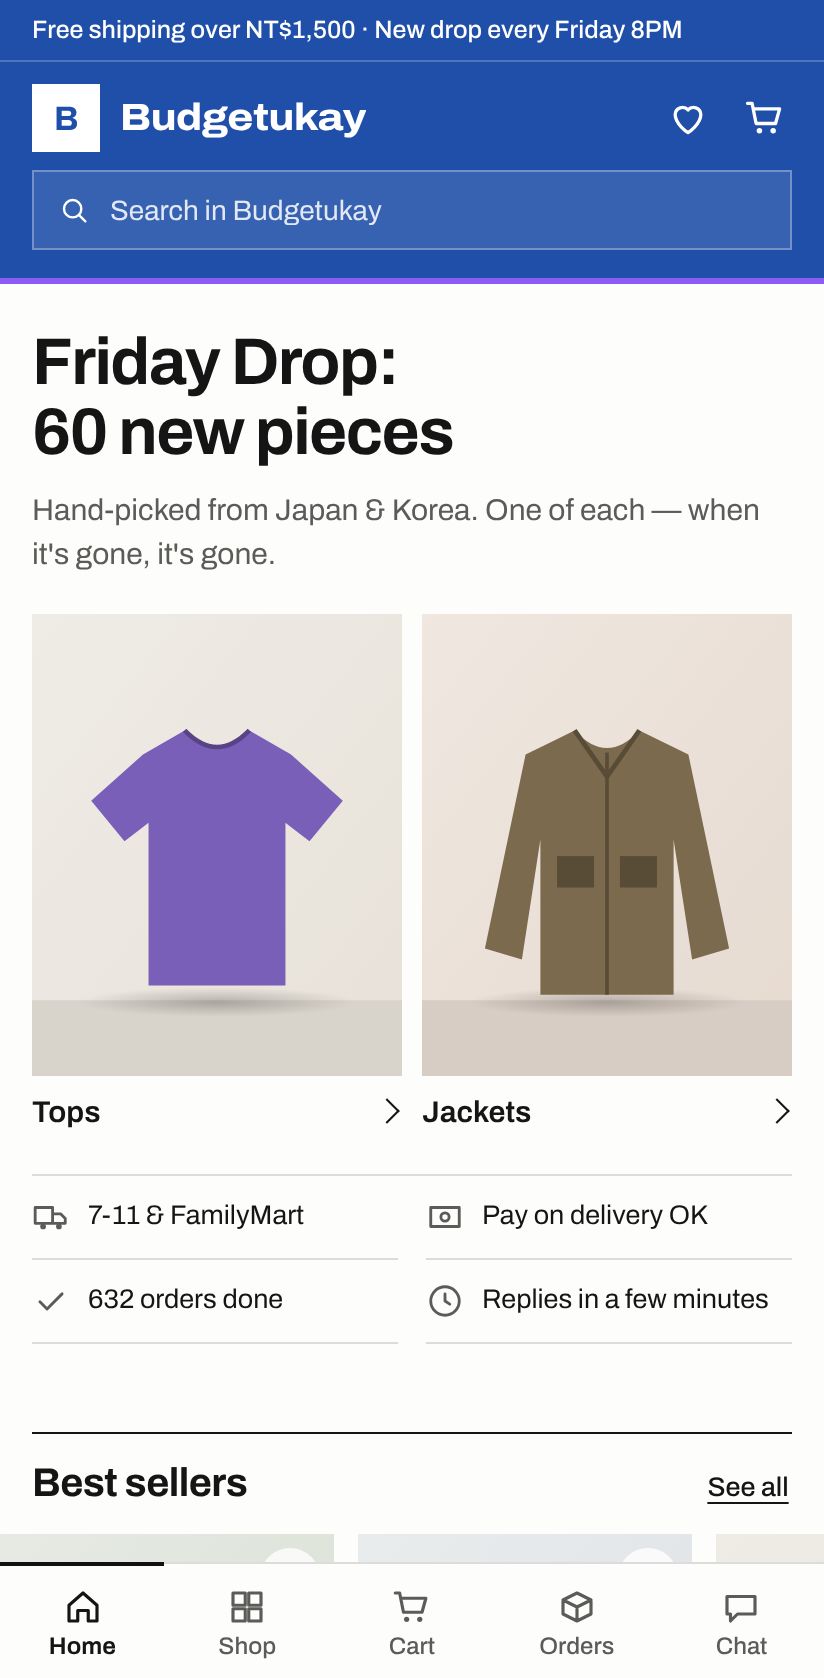 Free shipping over NT$1,500 · New drop every Friday 8PM
B
Budgetukay
Search in Budgetukay
Friday Drop:
60 new pieces
Hand-picked from Japan & Korea. One of each — when
it's gone, it's gone.
Tops
Jackets
7-11 & FamilyMart
Pay on delivery OK
632 orders done
Replies in a few minutes
Best sellers
See all
Home
Shop
Cart
Orders
Chat